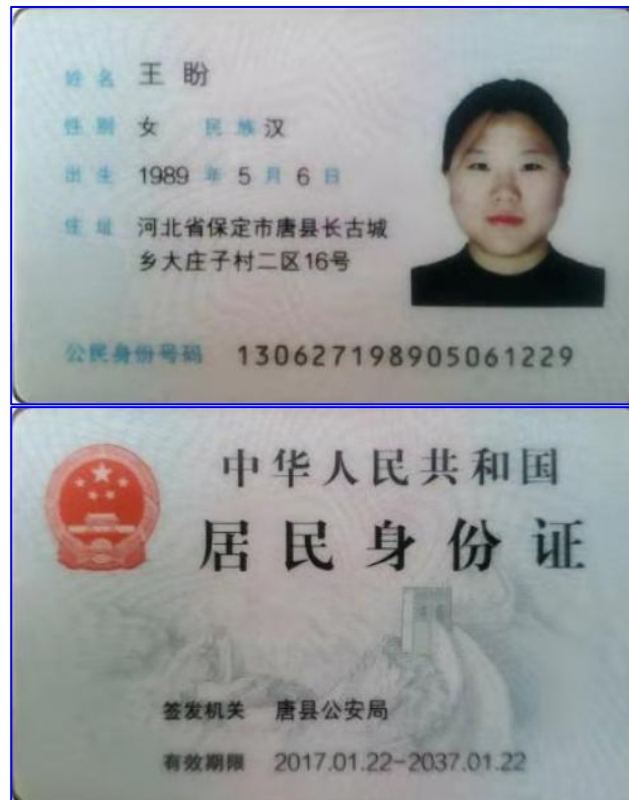 姓名 王盼
性别 女 民族 汉
出生 1989 年 5 月 6 日
住址 河北省保定市唐县长古城
乡大庄子村二区16号
公民身份号码 130627198905061229
中华人民共和国
居民身份证
签发机关 唐县公安局
有效期限 2017.01.22-2037.01.22